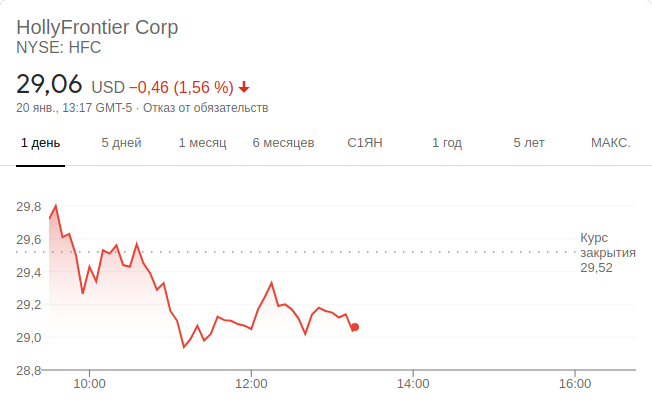 HollyFrontier Corp
NYSE: HFC
29,06 USD −0,46 (1,56 %)
20 янв., 13:17 GMT-5 · Отказ от обязательств
1 день 5 дней 1 месяц 6 месяцев С1ЯН 1 год 5 лет МАКС.
29,8
29,6
29,4
29,2
29,0
28,8
Курс
закрытия
29,52
10:00 12:00 14:00 16:00